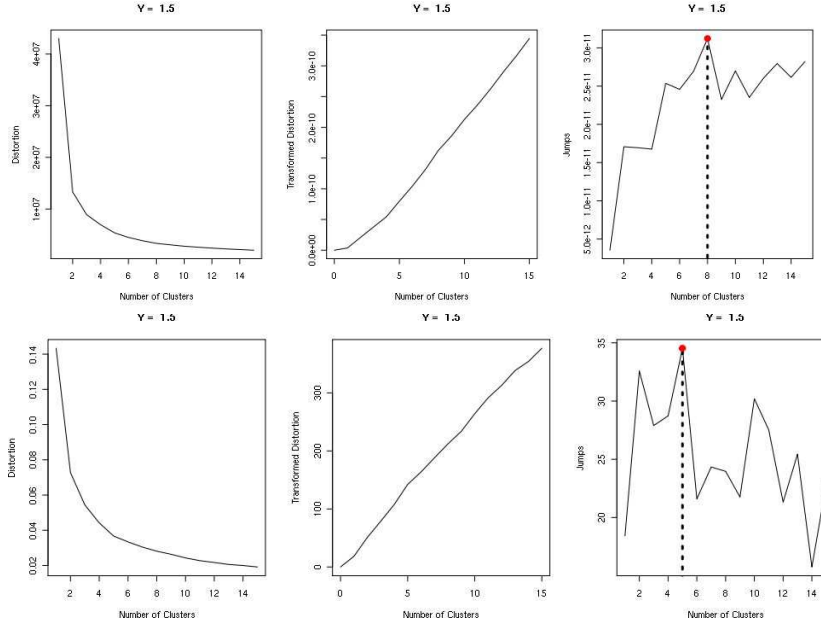 Y = 1.5
Distortion
4e+07
3e+07
2e+07
1e+07
2 4 6 8 10 12 14
Number of Clusters
Y = 1.5
Transformed Distortion
3.0e-10
2.0e-10
1.0e-10
0.0e+00
0 5 10 15
Number of Clusters
Y = 1.5
Jumps
3.0e-11
2.5e-11
2.0e-11
1.5e-11
1.0e-11
5.0e-12
2 4 6 8 10 12 14
Number of Clusters
Y = 1.5
Distortion
0.14
0.12
0.10
0.08
0.06
0.04
0.02
2 4 6 8 10 12 14
Number of Clusters
Y = 1.5
Transformed Distortion
300
200
100
0
0 5 10 15
Number of Clusters
Y = 1.5
Jumps
35
30
25
20
2 4 6 8 10 12 14
Number of Clusters